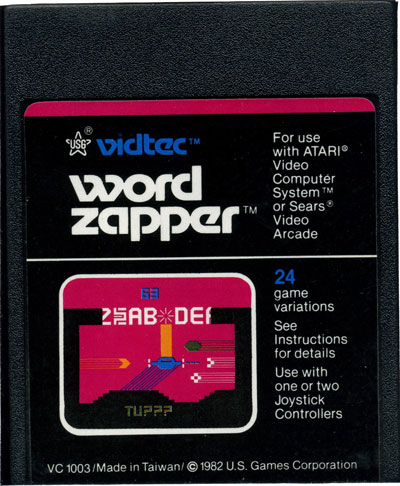 USG ® vidtec™
word
zapper™
For use
with ATARI®
Video
Computer
System™
or Sears®
Video
Arcade
63
AB DEF
TU???
24
game
variations
See
Instructions
for details
Use with
one or two
Joystick
Controllers
VC 1003/Made in Taiwan/ © 1982 U.S. Games Corporation